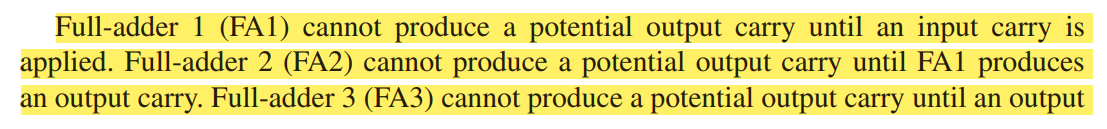 Full-adder 1 (FA1) cannot produce a potential output carry until an input carry is
applied. Full-adder 2 (FA2) cannot produce a potential output carry until FA1 produces
an output carry. Full-adder 3 (FA3) cannot produce a potential output carry until an output